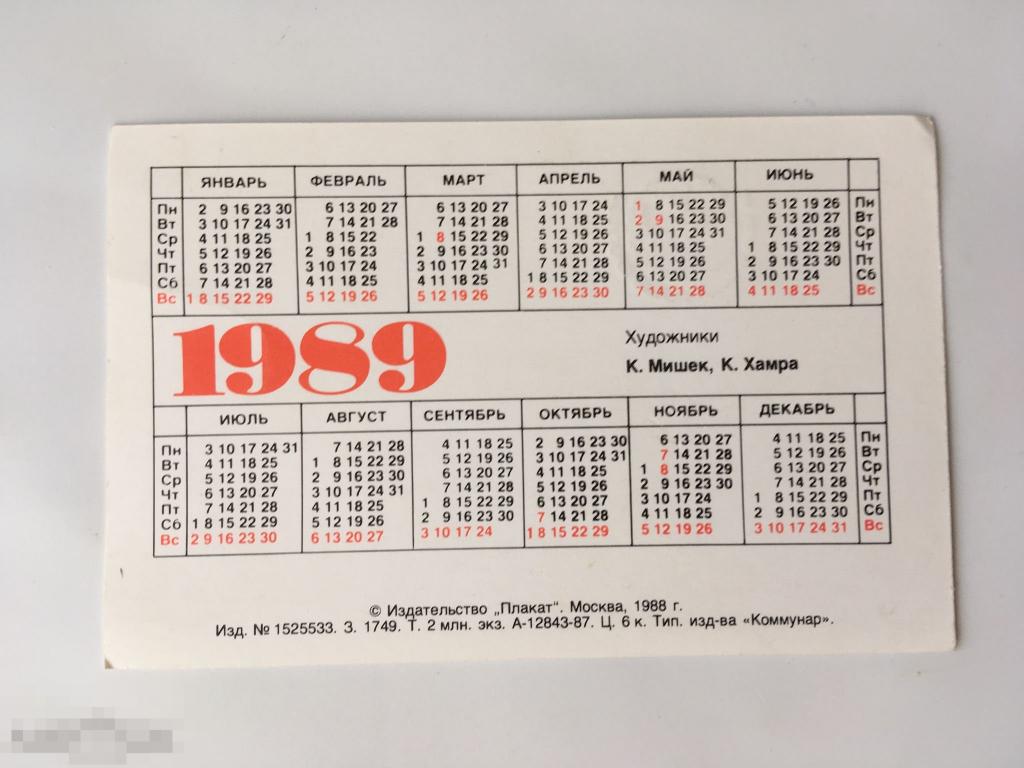 ЯНВАРЬ ФЕВРАЛЬ МАРТ АПРЕЛЬ МАЙ ИЮНЬ
Пн 2 9 16 23 30 6 13 20 27 6 13 20 27 3 10 17 24 1 8 15 22 29 5 12 19 26 Пн
Вт 3 10 17 24 31 7 14 21 28 7 14 21 28 4 11 18 25 2 9 16 23 30 6 13 20 27 Вт
Ср 4 11 18 25 1 8 15 22 1 8 15 22 29 5 12 19 26 3 10 17 24 31 7 14 21 28 Ср
Чт 5 12 19 26 2 9 16 23 2 9 16 23 30 6 13 20 27 4 11 18 25 1 8 15 22 29 Чт
Пт 6 13 20 27 3 10 17 24 3 10 17 24 31 7 14 21 28 5 12 19 26 2 9 16 23 30 Пт
Сб 7 14 21 28 4 11 18 25 4 11 18 25 1 8 15 22 29 6 13 20 27 3 10 17 24 Сб
Вс 1 8 15 22 29 5 12 19 26 5 12 19 26 2 9 16 23 30 7 14 21 28 4 11 18 25 Вс
1989
Художники
К. Мишек, К. Хамра
ИЮЛЬ АВГУСТ СЕНТЯБРЬ ОКТЯБРЬ НОЯБРЬ ДЕКАБРЬ
Пн 3 10 17 24 31 7 14 21 28 4 11 18 25 2 9 16 23 30 6 13 20 27 4 11 18 25 Пн
Вт 4 11 18 25 1 8 15 22 29 5 12 19 26 3 10 17 24 31 7 14 21 28 5 12 19 26 Вт
Ср 5 12 19 26 2 9 16 23 30 6 13 20 27 4 11 18 25 1 8 15 22 29 6 13 20 27 Ср
Чт 6 13 20 27 3 10 17 24 31 7 14 21 28 5 12 19 26 2 9 16 23 30 7 14 21 28 Чт
Пт 7 14 21 28 4 11 18 25 1 8 15 22 29 6 13 20 27 3 10 17 24 1 8 15 22 29 Пт
Сб 1 8 15 22 29 5 12 19 26 2 9 16 23 30 7 14 21 28 4 11 18 25 2 9 16 23 30 Сб
Вс 2 9 16 23 30 6 13 20 27 3 10 17 24 1 8 15 22 29 5 12 19 26 3 10 17 24 31 Вс
© Издательство „Плакат". Москва, 1988 г.
Изд. № 1525533. З. 1749. Т. 2 млн. экз. А-12843-87. Ц. 6 к. Тип. изд-ва «Коммунар».